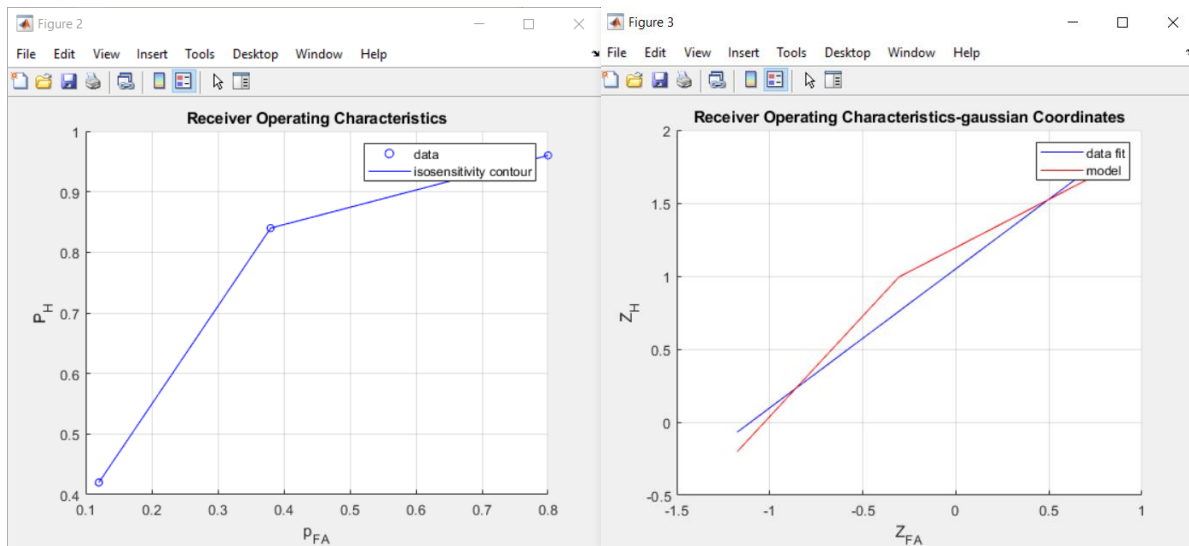 Figure 2
File Edit View Insert Tools Desktop Window Help
Receiver Operating Characteristics
data
isosensitivity contour
1
0.9
0.8
0.7
0.6
0.5
0.4
P_H
0.1 0.2 0.3 0.4 0.5 0.6 0.7 0.8
p_FA
Figure 3
File Edit View Insert Tools Desktop Window Help
Receiver Operating Characteristics-gaussian Coordinates
data fit
model
2
1.5
1
0.5
0
-0.5
Z_H
-1.5 -1 -0.5 0 0.5 1
Z_FA